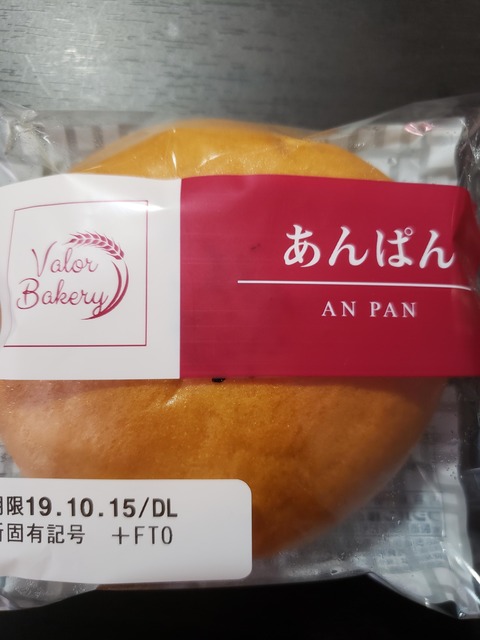 Valor
Bakery
あんぱん
AN PAN
期限19.10.15/DL
所固有記号 +FTO